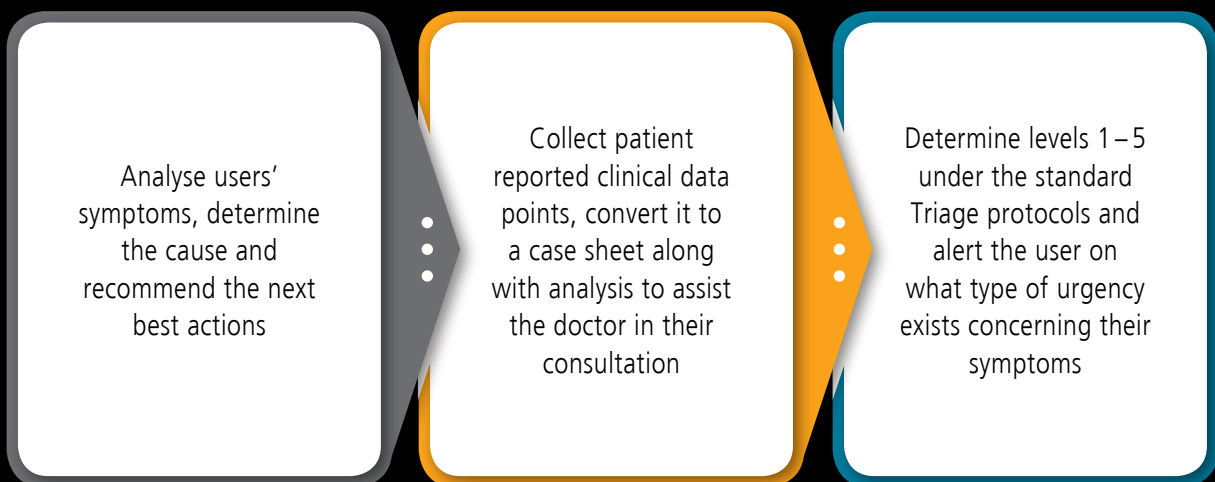 Analyse users’
symptoms, determine
the cause and
recommend the next
best actions
Collect patient
reported clinical data
points, convert it to
a case sheet along
with analysis to assist
the doctor in their
consultation
Determine levels 1–5
under the standard
Triage protocols and
alert the user on
what type of urgency
exists concerning their
symptoms